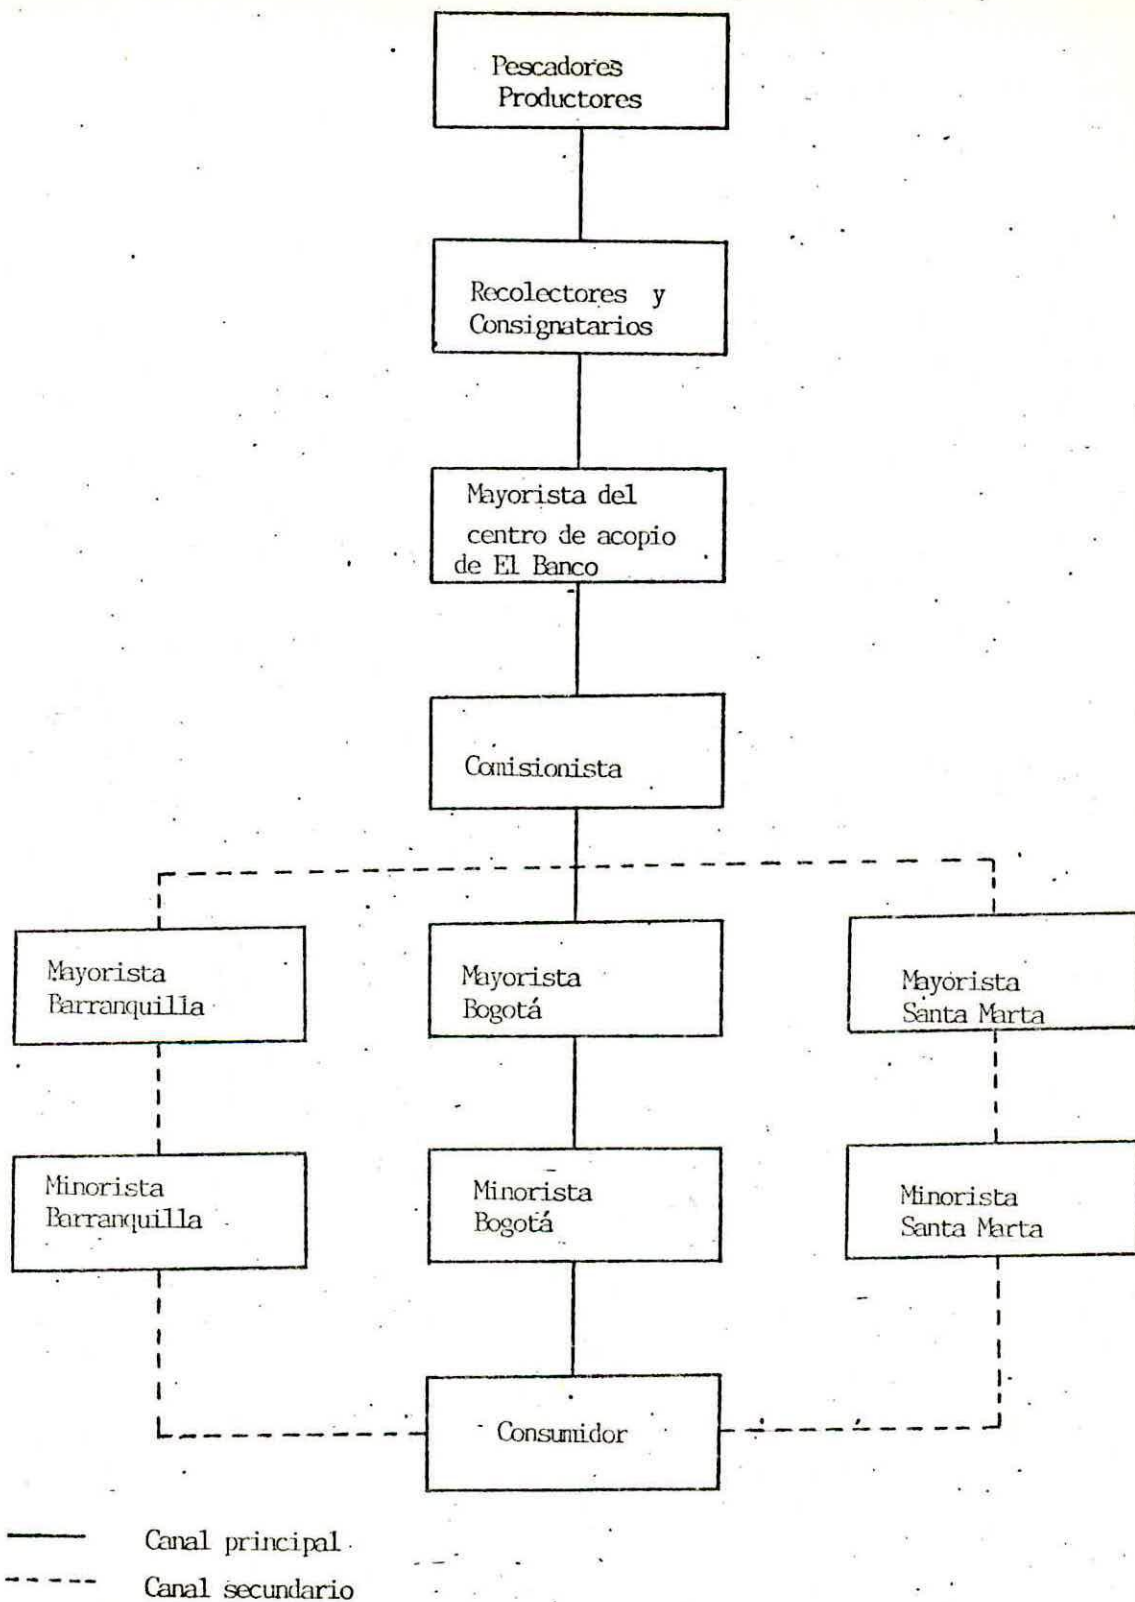 Pescadores
Productores
Recolectores y
Consignatarios
Mayorista del
centro de acopio
de El Banco
Comisionista
Mayorista
Barranquilla
Mayorista
Bogotá
Mayorista
Santa Marta
Minorista
Barranquilla
Minorista
Bogotá
Minorista
Santa Marta
Consumidor
Canal principal
Canal secundario